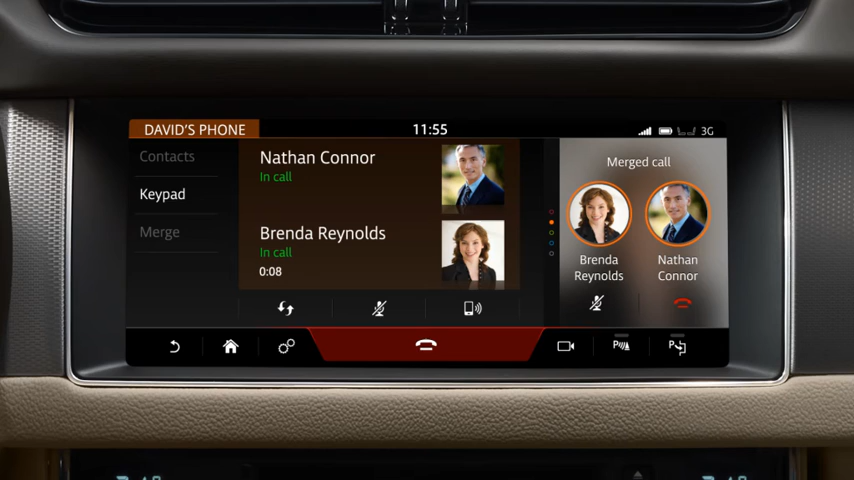 DAVID'S PHONE
11:55
3G
Contacts
Keypad
Merge
Nathan Connor
In call
Brenda Reynolds
In call
0:08
Merged call
Brenda
Reynolds
Nathan
Connor
P
P